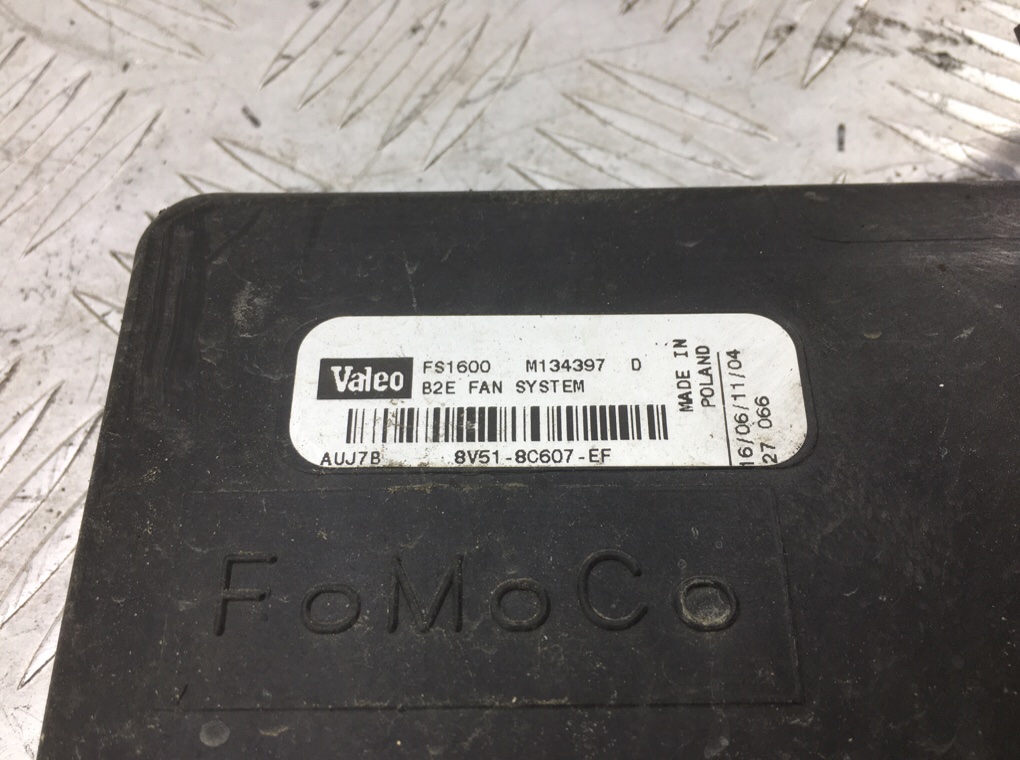 Valeo FS1600 M134397 D
B2E FAN SYSTEM
AUJ7B 8V51-8C607-EF
MADE IN
POLAND
16/06/11/04
27 066
FoMoCo